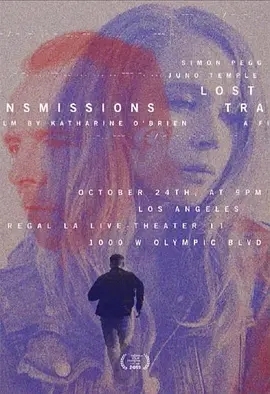 SIMON PEGG
JUNO TEMPLE
LOST
NSMISSIONS TRA
LM BY KATHARINE O'BRIEN A FI
OCTOBER 24TH, AT 9PM
LOS ANGELES
REGAL LA LIVE THEATER 11
1000 W OLYMPIC BLVD